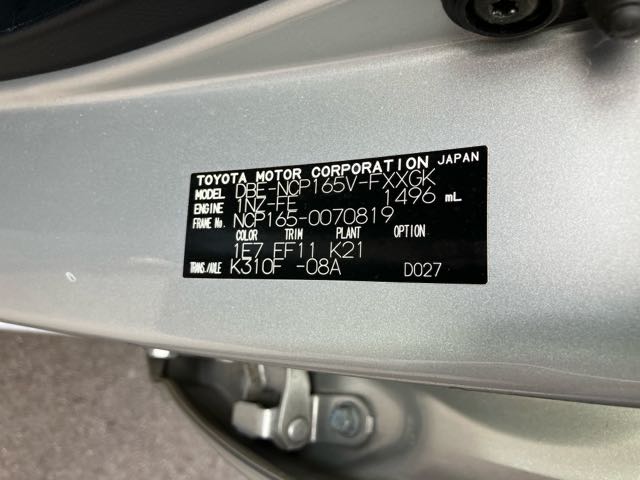 TOYOTA MOTOR CORPORATION JAPAN
MODEL DBE-NCP165V-FXXGK
ENGINE 1NZ-FE 1496 mL
FRAME No. NCP165-0070819
COLOR TRIM PLANT OPTION
1E7 FF11 K21
TRANS./AXLE K310F -08A D027